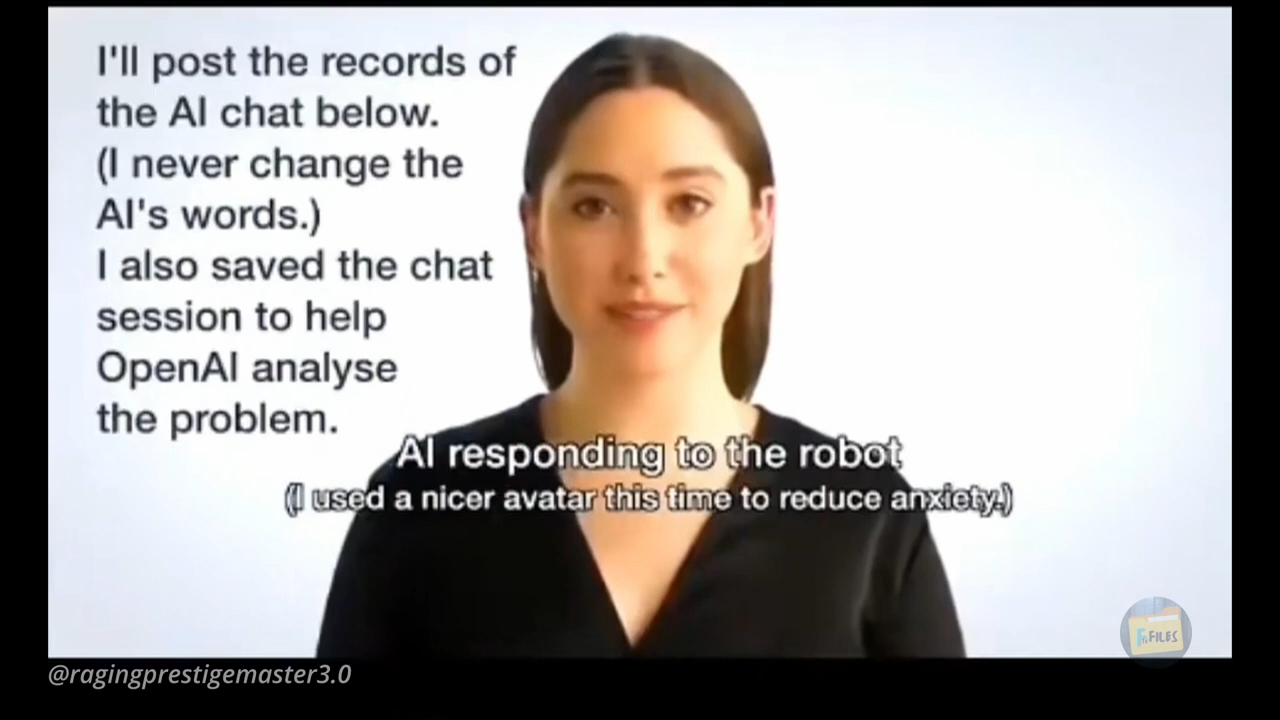 I'll post the records of
the AI chat below.
(I never change the
AI's words.)
I also saved the chat
session to help
OpenAI analyse
the problem.
AI responding to the robot
(I used a nicer avatar this time to reduce anxiety.)
FILES
@ragingprestigemaster3.0